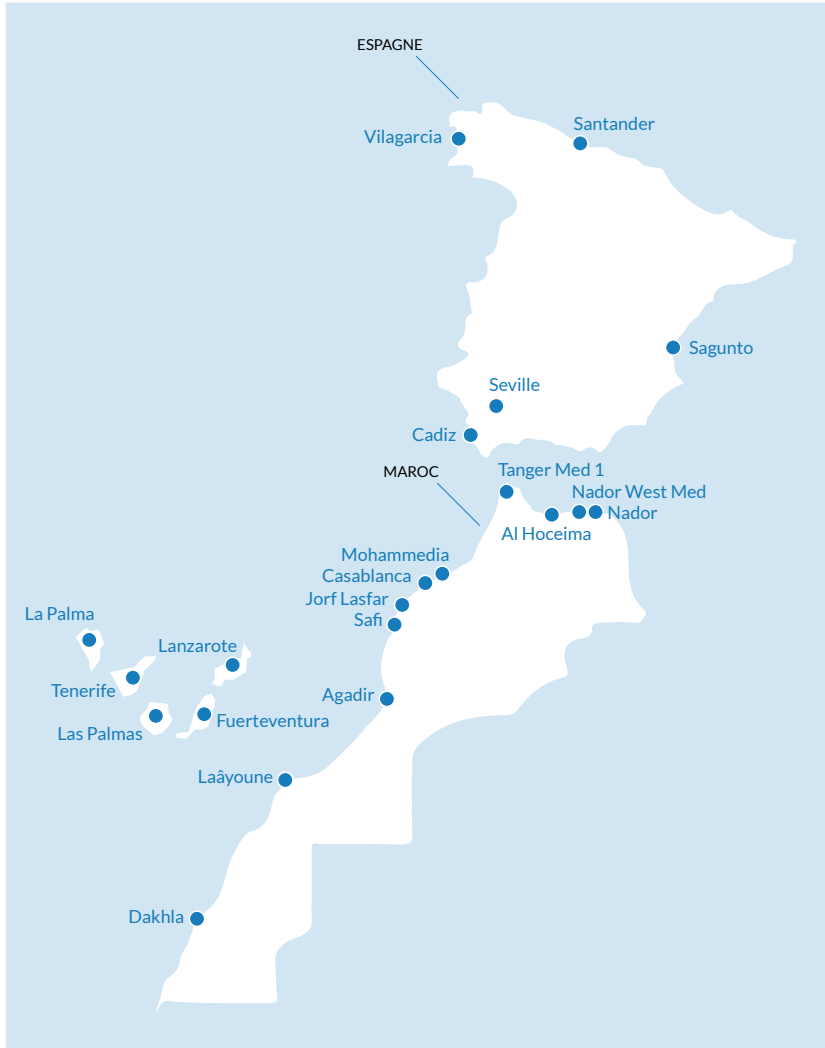 ESPAGNE
Santander
Vilagarcia
Sagunto
Seville
Cadiz
MAROC
Tanger Med 1
Nador West Med
Nador
Al Hoceima
Mohammedia
Casablanca
Jorf Lasfar
Safi
La Palma
Lanzarote
Tenerife
Agadir
Fuerteventura
Las Palmas
Laâyoune
Dakhla